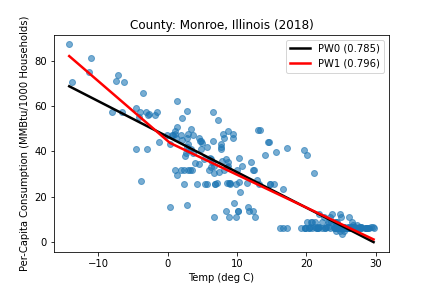 County: Monroe, Illinois (2018)
Per-Capita Consumption (MMBtu/1000 Households)
80
60
40
20
0
PW0 (0.785)
PW1 (0.796)
−10
0
10
20
30
Temp (deg C)